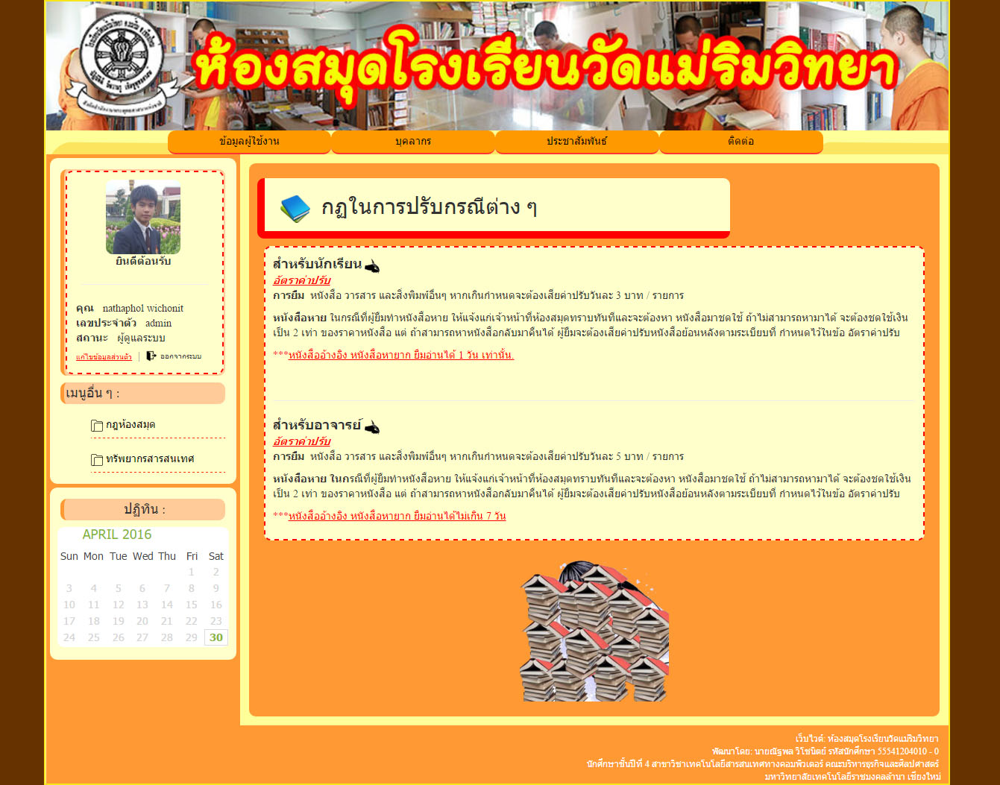 ห้องสมุดโรงเรียนวัดแม่ริมวิทยา
ข้อมูลผู้ใช้งาน
บุคลากร
ประชาสัมพันธ์
ติดต่อ
ยินดีต้อนรับ
คุณ nathaphol wichonit
เลขประจำตัว admin
สถานะ ผู้ดูแลระบบ
แก้ไขข้อมูลส่วนตัว | ออกจากระบบ
เมนูอื่น ๆ :
กฎห้องสมุด
ทรัพยากรสารสนเทศ
ปฏิทิน :
APRIL 2016
Sun Mon Tue Wed Thu Fri Sat
1 2
3 4 5 6 7 8 9
10 11 12 13 14 15 16
17 18 19 20 21 22 23
24 25 26 27 28 29 30
กฏในการปรับกรณีต่าง ๆ
สำหรับนักเรียน
อัตราค่าปรับ
การยืม หนังสือ วารสาร และสิ่งพิมพ์อื่นๆ หากเกินกำหนดจะต้องเสียค่าปรับวันละ 3 บาท / รายการ
หนังสือหาย ในกรณีที่ผู้ยืมทำหนังสือหาย ให้แจ้งแก่เจ้าหน้าที่ห้องสมุดทราบทันทีและจะต้องหา หนังสือมาชดใช้ ถ้าไม่สามารถหามาได้ จะต้องชดใช้เงิน
เป็น 2 เท่า ของราคาหนังสือ แต่ ถ้าสามารถหาหนังสือกลับมาคืนได้ ผู้ยืมจะต้องเสียค่าปรับหนังสือย้อนหลังตามระเบียบที่ กำหนดไว้ในข้อ อัตราค่าปรับ
***หนังสืออ้างอิง หนังสือหายาก ยืมอ่านได้ 1 วัน เท่านั้น.
สำหรับอาจารย์
อัตราค่าปรับ
การยืม หนังสือ วารสาร และสิ่งพิมพ์อื่นๆ หากเกินกำหนดจะต้องเสียค่าปรับวันละ 5 บาท / รายการ
หนังสือหาย ในกรณีที่ผู้ยืมทำหนังสือหาย ให้แจ้งแก่เจ้าหน้าที่ห้องสมุดทราบทันทีและจะต้องหา หนังสือมาชดใช้ ถ้าไม่สามารถหามาได้ จะต้องชดใช้เงิน
เป็น 2 เท่า ของราคาหนังสือ แต่ ถ้าสามารถหาหนังสือกลับมาคืนได้ ผู้ยืมจะต้องเสียค่าปรับหนังสือย้อนหลังตามระเบียบที่ กำหนดไว้ในข้อ อัตราค่าปรับ
***หนังสืออ้างอิง หนังสือหายาก ยืมอ่านได้ไม่เกิน 7 วัน
เว็บไวต์: ห้องสมุดโรงเรียนวัดแม่ริมวิทยา
พัฒนาโดย: นายณัฐพล วิโชนิตย์ รหัสนักศึกษา 55541204010 - 0
นักศึกษาชั้นปีที่ 4 สาขาวิชาเทคโนโลยีสารสนเทศทางคอมพิวเตอร์ คณะบริหารธุรกิจและศิลปศาสตร์
มหาวิทยาลัยเทคโนโลยีราชมงคลล้านา เชียงใหม่